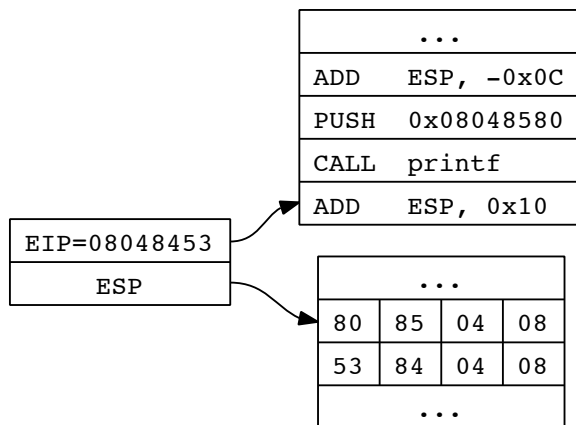 ...
ADD ESP, -0x0C
PUSH 0x08048580
CALL printf
ADD ESP, 0x10
EIP=08048453
ESP
...
80 85 04 08
53 84 04 08
...